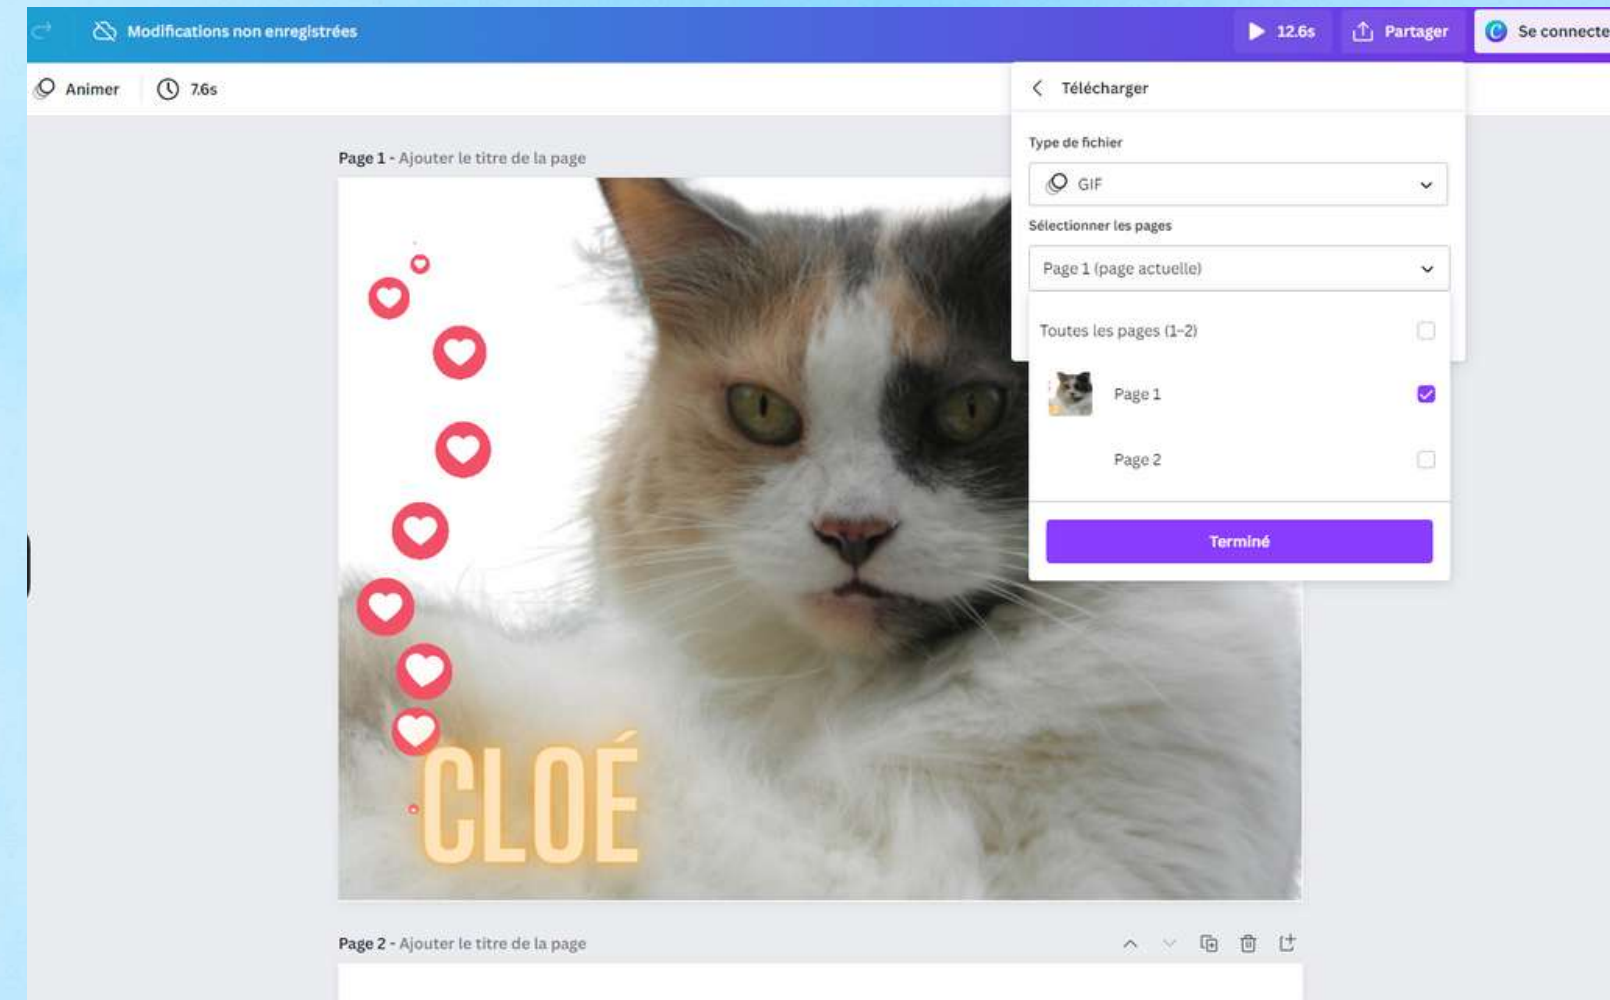 Modifications non enregistrées
12.6s
Partager
Se connecte
Animer
7.6s
Télécharger
Type de fichier
GIF
Sélectionner les pages
Page 1 (page actuelle)
Toutes les pages (1–2)
Page 1
Page 2
Terminé
Page 1 - Ajouter le titre de la page
CLOÉ
Page 2 - Ajouter le titre de la page